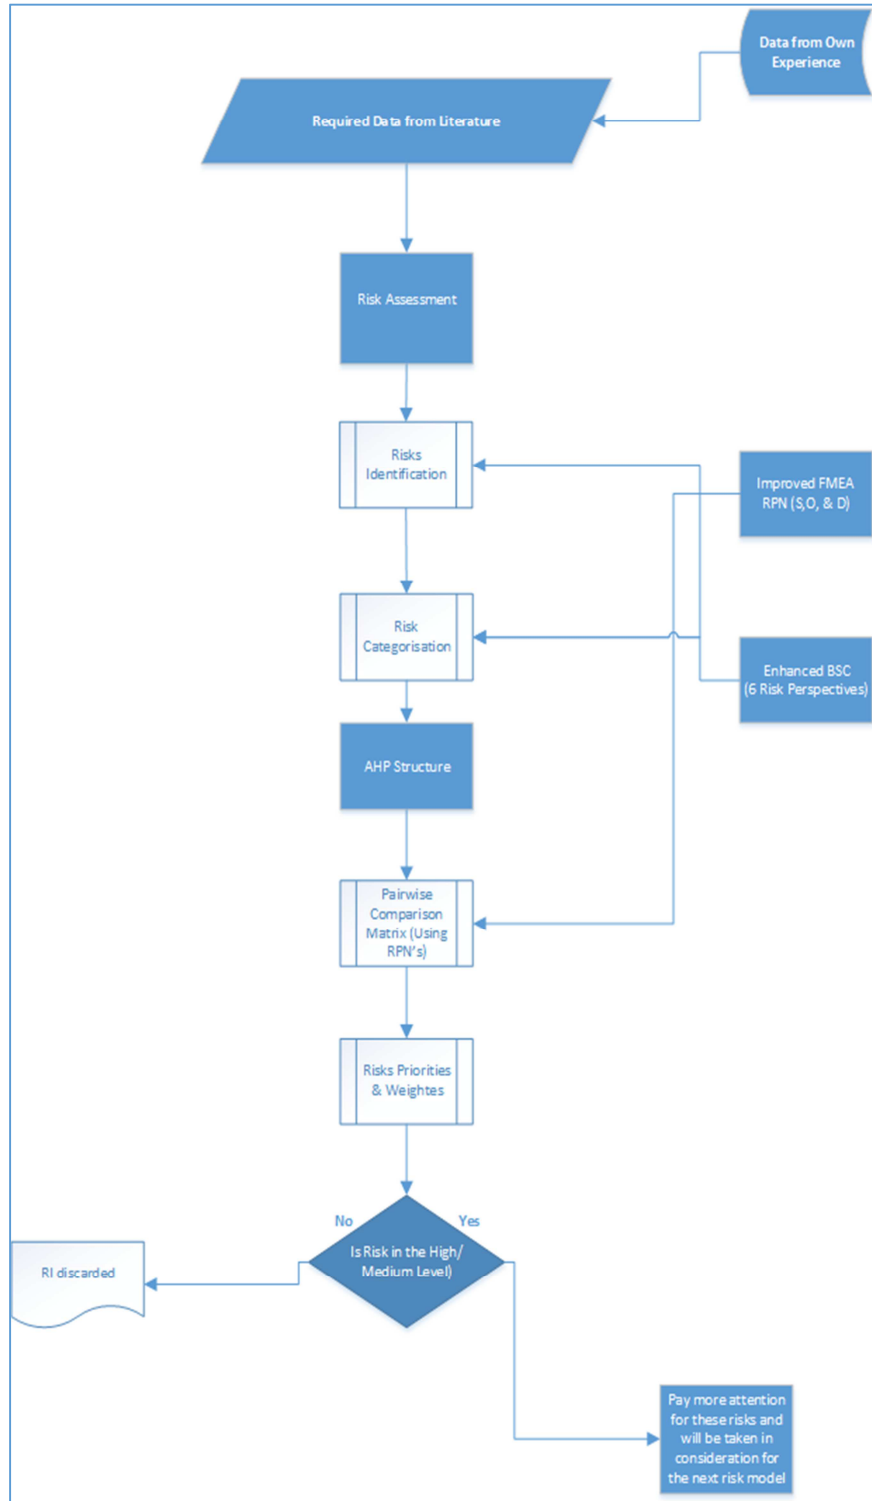 Data from Own
Experience
Required Data from Literature
Risk Assessment
Risks
Identification
Improved FMEA
RPN (S,O, & D)
Risk
Categorisation
Enhanced BSC
(6 Risk Perspectives)
AHP Structure
Pairwise
Comparison
Matrix (Using
RPN's)
Risks Priorities
& Weightes
No
Yes
Is Risk in the High/
Medium Level)
RI discarded
Pay more attention
for these risks and
will be taken in
consideration for
the next risk model